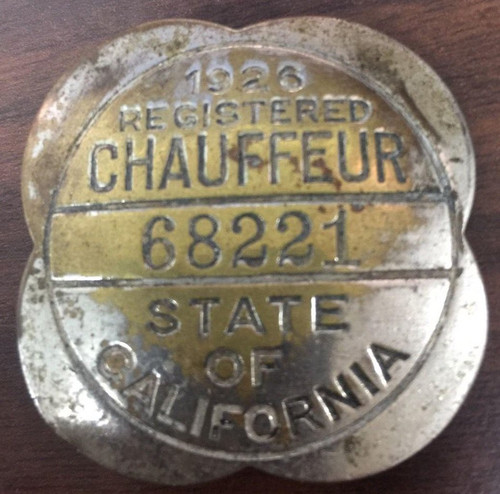 1926
REGISTERED
CHAUFFEUR
68221
STATE
OF
CALIFORNIA